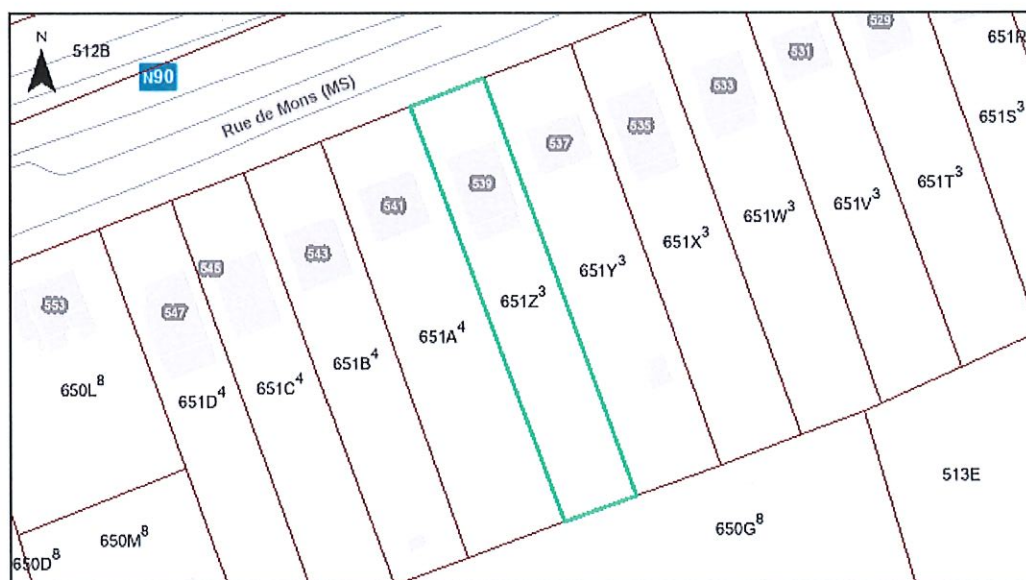 N
512B
N90
Rue de Mons (MS)
529
651R
531
533
651S³
535
537
651T³
539
651V³
541
651W³
543
651X³
545
651Y³
553
547
651Z³
651A⁴
651B⁴
650L⁸
651C⁴
651D⁴
513E
650G⁸
650M⁸
650D⁸